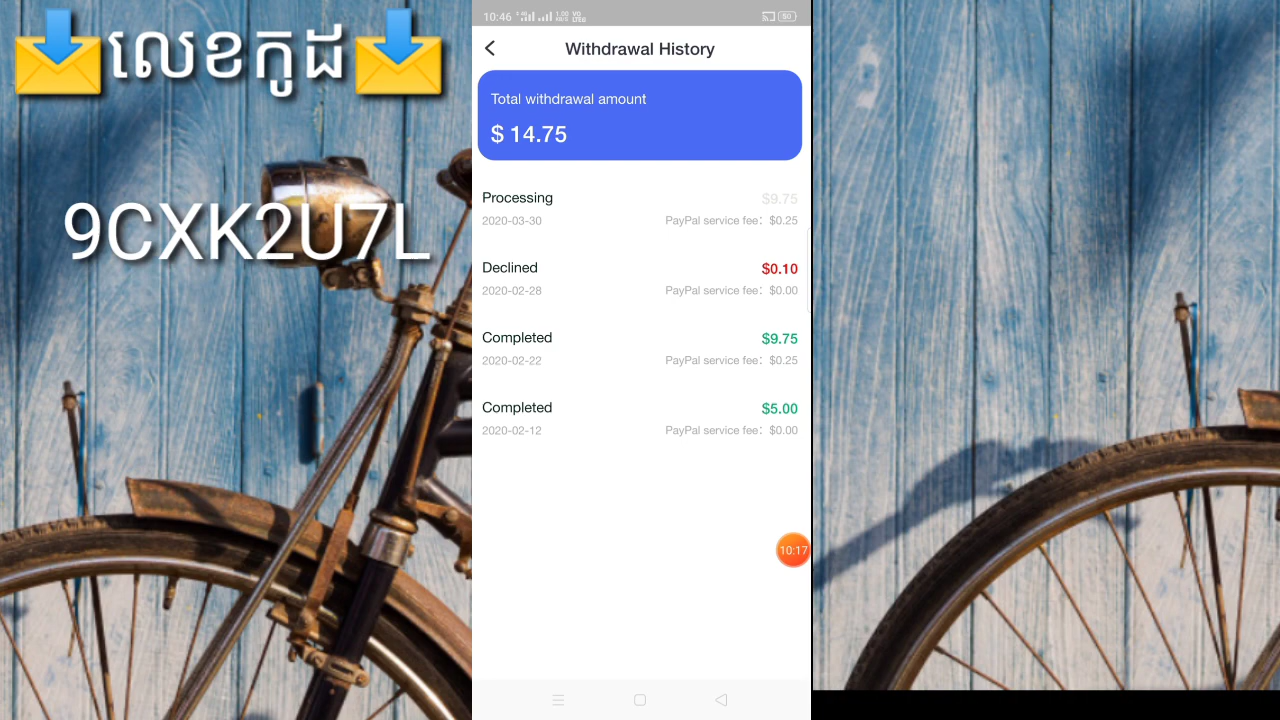 លេខកូដ
9CXK2U7L
10:46
50
Withdrawal History
Total withdrawal amount
$ 14.75
Processing $9.75
2020-03-30 PayPal service fee: $0.25
Declined $0.10
2020-02-28 PayPal service fee: $0.00
Completed $9.75
2020-02-22 PayPal service fee: $0.25
Completed $5.00
2020-02-12 PayPal service fee: $0.00
10:17